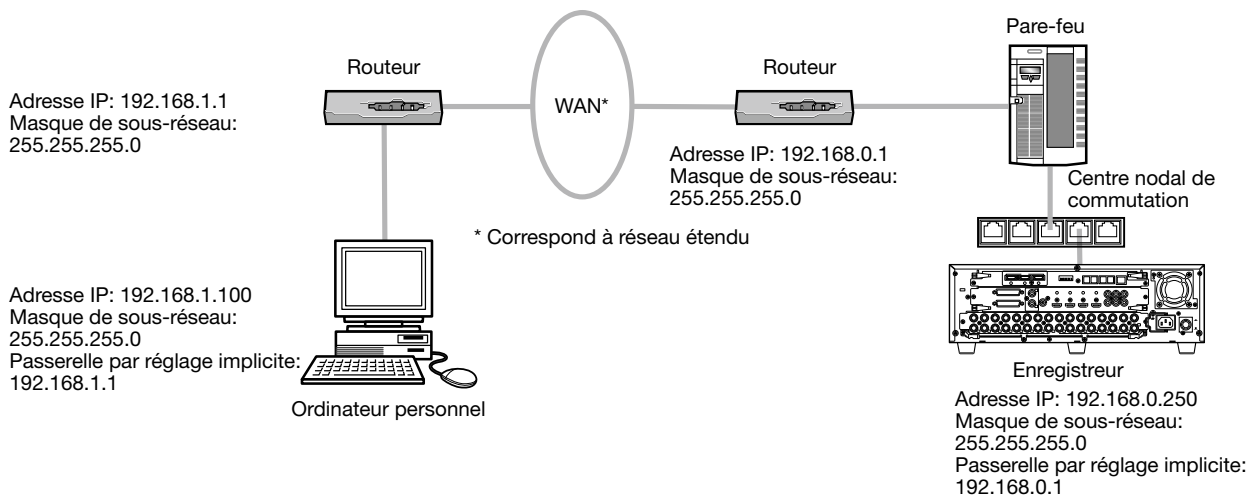 Pare-feu
Routeur
Routeur
Adresse IP: 192.168.1.1
Masque de sous-réseau:
255.255.255.0
WAN*
Adresse IP: 192.168.0.1
Masque de sous-réseau:
255.255.255.0
Centre nodal de
commutation
* Correspond à réseau étendu
Adresse IP: 192.168.1.100
Masque de sous-réseau:
255.255.255.0
Passerelle par réglage implicite:
192.168.1.1
Ordinateur personnel
Enregistreur
Adresse IP: 192.168.0.250
Masque de sous-réseau:
255.255.255.0
Passerelle par réglage implicite:
192.168.0.1